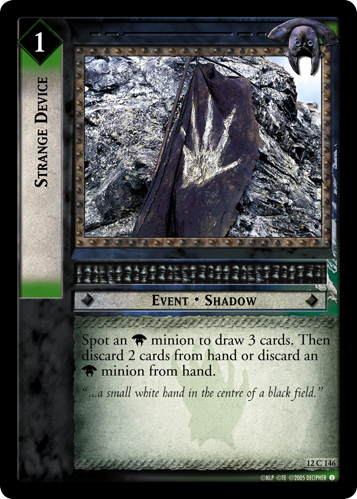 1
STRANGE DEVICE
EVENT • SHADOW
Spot an minion to draw 3 cards. Then
discard 2 cards from hand or discard an
minion from hand.
“...a small white hand in the centre of a black field.”
12 C 146
©NLP ©TE ©2005 DECIPHER